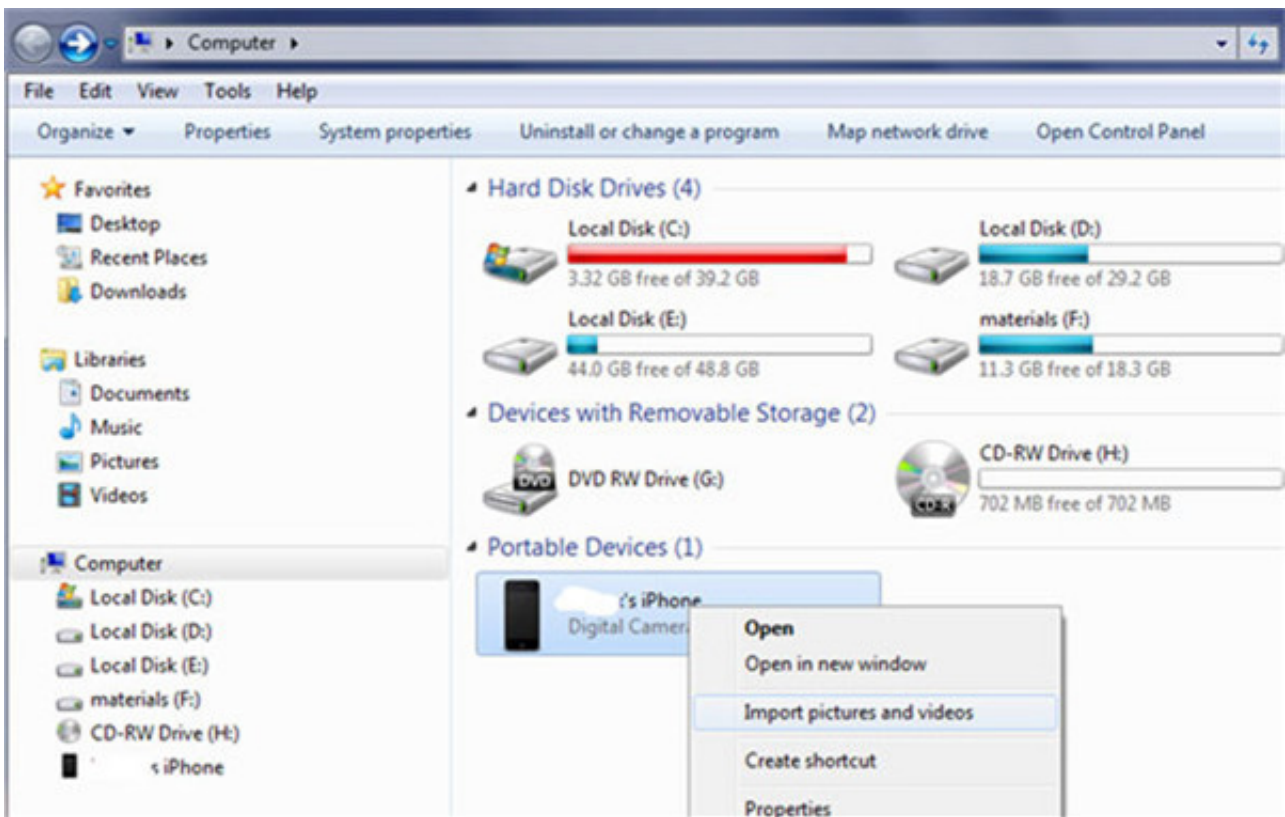 Computer
File Edit View Tools Help
Organize Properties System properties Uninstall or change a program Map network drive Open Control Panel
Favorites
Desktop
Recent Places
Downloads
Libraries
Documents
Music
Pictures
Videos
Computer
Local Disk (C:)
Local Disk (D:)
Local Disk (E:)
materials (F:)
CD-RW Drive (H:)
iPhone
Hard Disk Drives (4)
Local Disk (C:)
3.32 GB free of 39.2 GB
Local Disk (D:)
18.7 GB free of 29.2 GB
Local Disk (E:)
44.0 GB free of 48.8 GB
materials (F:)
11.3 GB free of 18.3 GB
Devices with Removable Storage (2)
DVD
DVD RW Drive (G:)
CD-R
CD-RW Drive (H:)
702 MB free of 702 MB
Portable Devices (1)
's iPhone
Digital Camera
Open
Open in new window
Import pictures and videos
Create shortcut
Properties